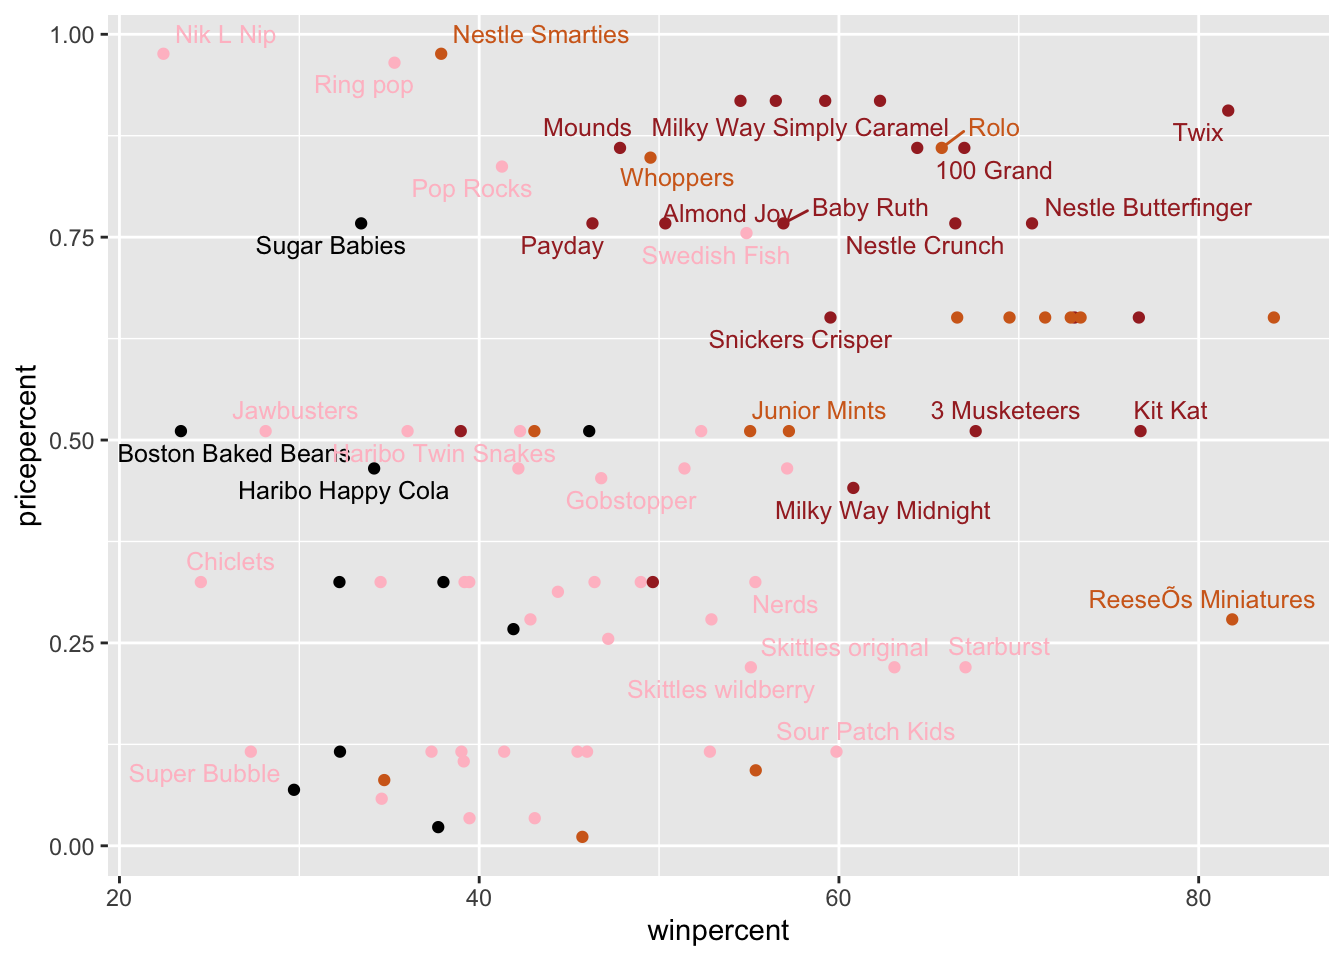 Nik L Nip
Nestle Smarties
1.00
Ring pop
Mounds
Milky Way Simply Caramel
Rolo
Twix
100 Grand
Whoppers
Pop Rocks
Almond Joy
Baby Ruth
Nestle Butterfinger
0.75
Sugar Babies
Payday
Nestle Crunch
Swedish Fish
Snickers Crisper
Jawbusters
Junior Mints
3 Musketeers
Kit Kat
0.50
Boston Baked Beans
Haribo Twin Snakes
Haribo Happy Cola
Gobstopper
Milky Way Midnight
Chiclets
Nerds
ReeseÕs Miniatures
0.25
Skittles original
Starburst
Skittles wildberry
Sour Patch Kids
Super Bubble
0.00
20
40
60
80
winpercent
pricepercent